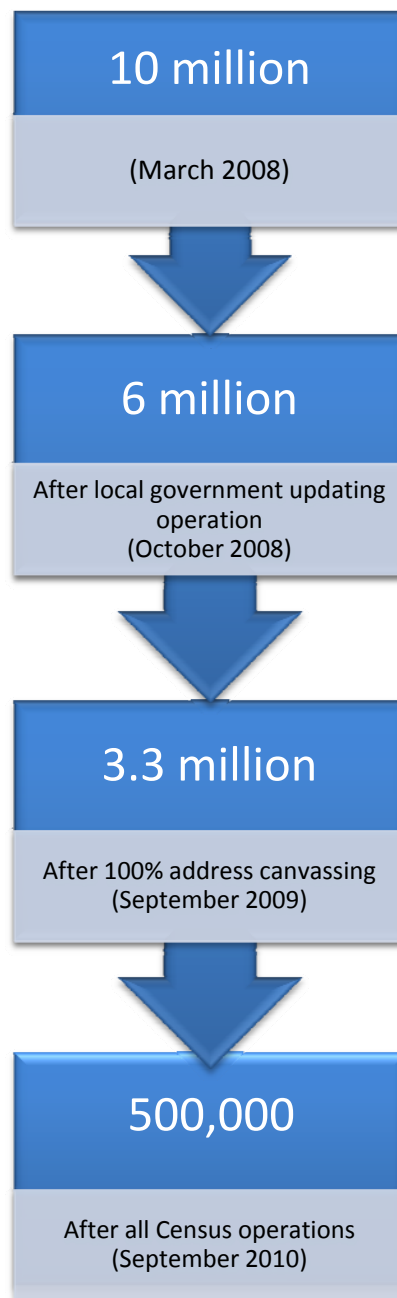 10 million
(March 2008)
6 million
After local government updating
operation
(October 2008)
3.3 million
After 100% address canvassing
(September 2009)
500,000
After all Census operations
(September 2010)